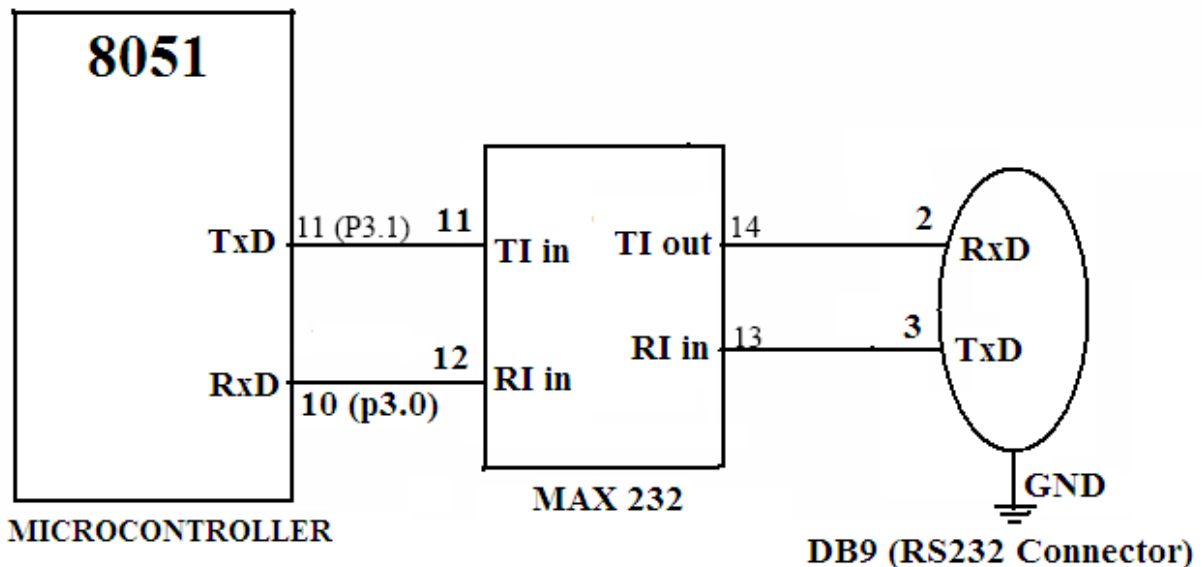 8051
TxD
11 (P3.1)
11
TI in
TI out
14
2
RxD
RxD
10 (p3.0)
12
RI in
RI in
13
3
TxD
GND
MICROCONTROLLER
MAX 232
DB9 (RS232 Connector)